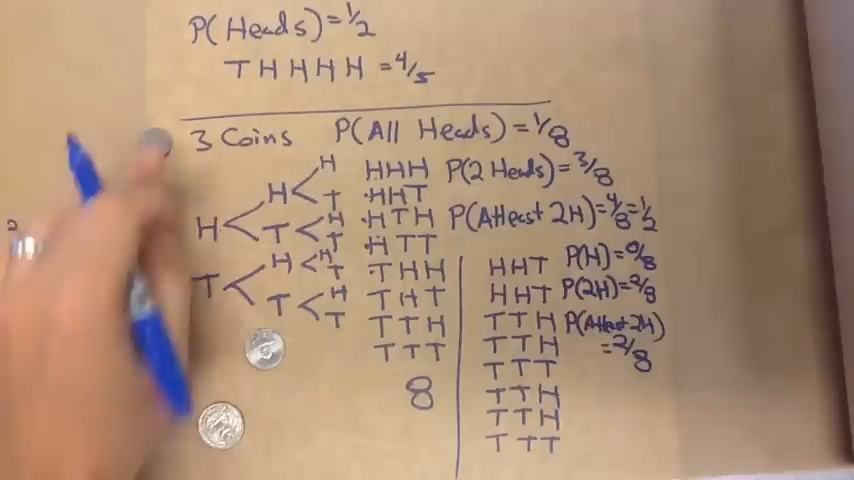 P(Heads) = 1/2
T H H H H = 4/5
3 Coins P(All Heads) = 1/8
H H T H T H T
T H T H T H T
HHH P(2 Heads) = 3/8
·HHT
·HTH P(Atleast 2H) = 4/8 = 1/2
·HTT
·THH
THT
TTH
TTT
8
HHT P(H) = 0/8
HHT P(2H) = 2/8
TTH P(Atleast 2H)
TTH = 2/8
TTT
TTH
TTH
TTT